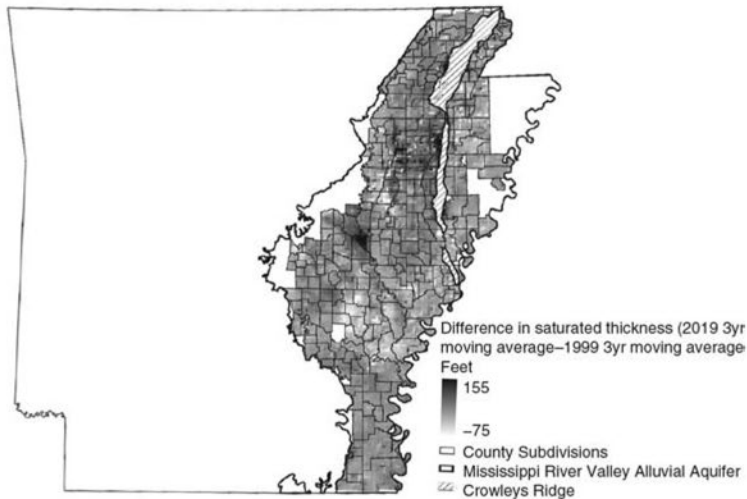 Difference in saturated thickness (2019 3yr
moving average–1999 3yr moving average
Feet
155
−75
County Subdivisions
Mississippi River Valley Alluvial Aquifer
Crowleys Ridge